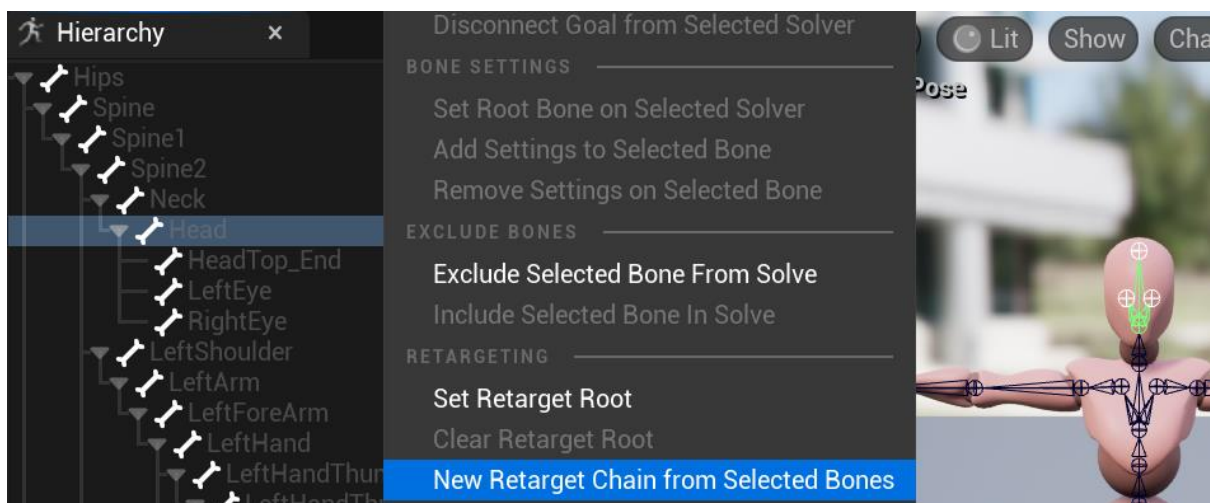 Hierarchy
×
Hips
Spine
Spine1
Spine2
Neck
Head
HeadTop_End
LeftEye
RightEye
LeftShoulder
LeftArm
LeftForeArm
LeftHand
LeftHandThum
Disconnect Goal from Selected Solver
BONE SETTINGS
Set Root Bone on Selected Solver
Add Settings to Selected Bone
Remove Settings on Selected Bone
EXCLUDE BONES
Exclude Selected Bone From Solve
Include Selected Bone In Solve
RETARGETING
Set Retarget Root
Clear Retarget Root
New Retarget Chain from Selected Bones
Lit
Show
Cha
Pose